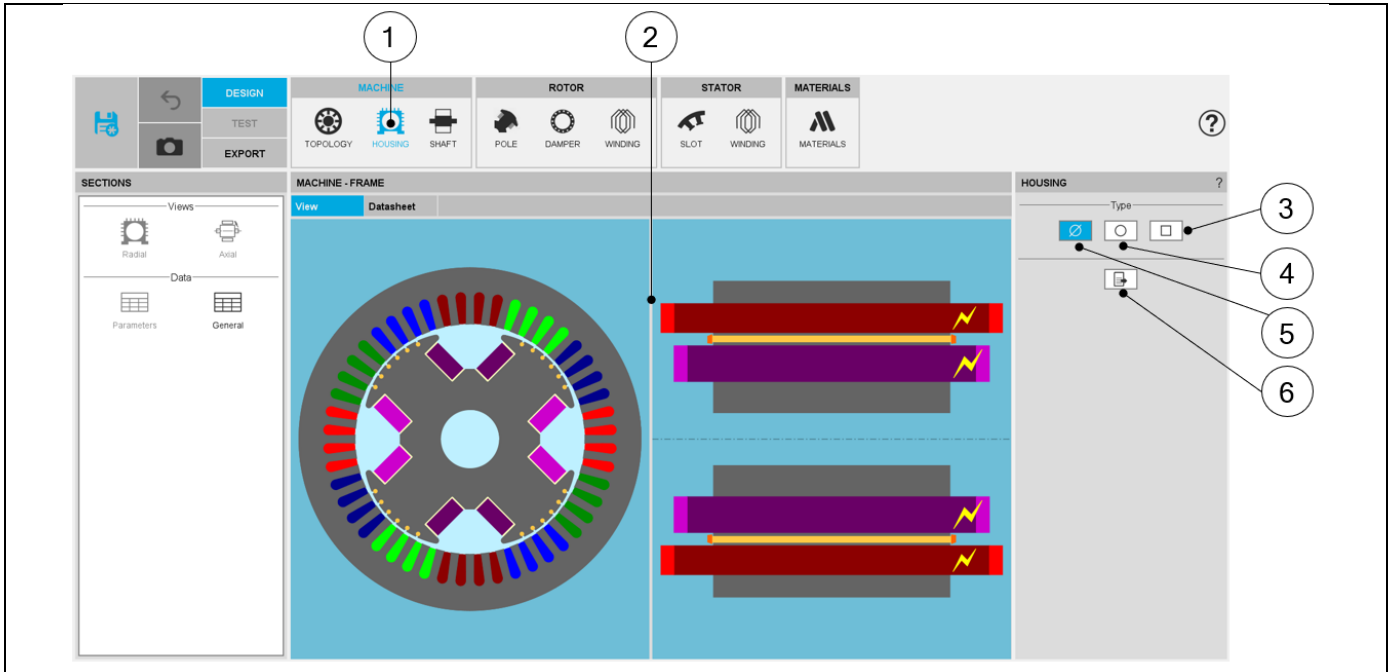 1 2
DESIGN MACHINE ROTOR STATOR MATERIALS
TEST
EXPORT TOPOLOGY HOUSING SHAFT POLE DAMPER WINDING SLOT WINDING MATERIALS ?
SECTIONS MACHINE - FRAME HOUSING ?
Views View Datasheet Type
3
Radial Axial
4
Data
Parameters General
5
6